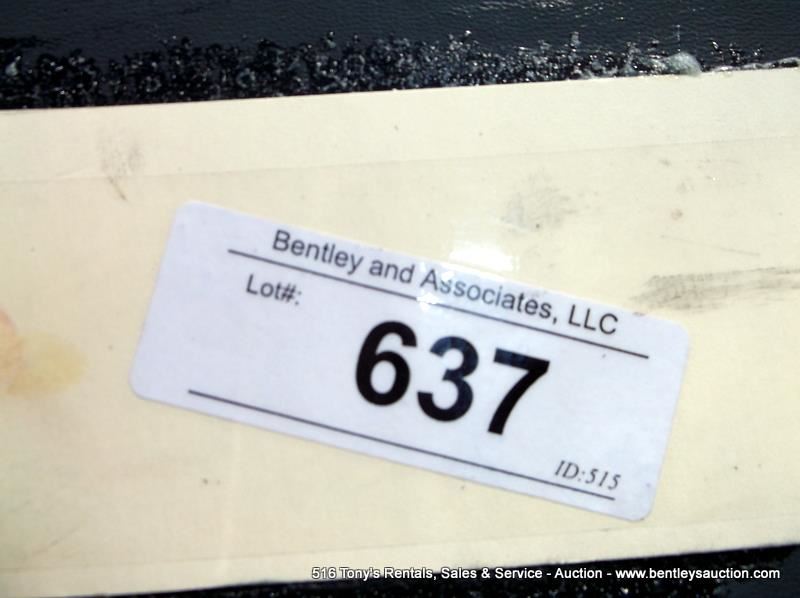 Bentley and Associates, LLC
Lot#:
637
ID:515
516 Tony's Rentals, Sales & Service - Auction - www.bentleysauction.com